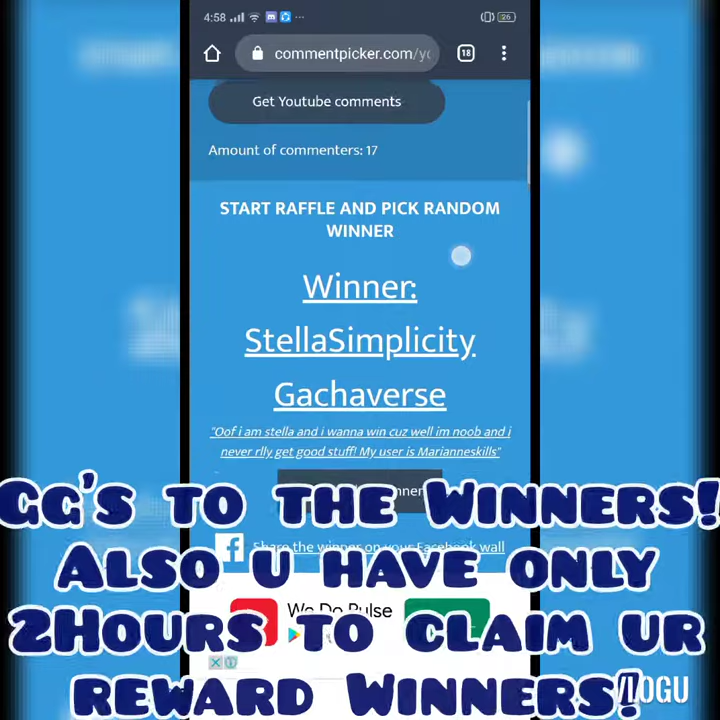 4:58
26
commentpicker.com/yo
18
Get Youtube comments
Amount of commenters: 17
START RAFFLE AND PICK RANDOM
WINNER
Winner:
StellaSimplicity
Gachaverse
"Oof i am stella and i wanna win cuz well im noob and i
never rlly get good stuff! My user is Marianneskills"
GG's to the Winners!
Share the winner on your Facebook wall
Also u have only
We Do Pulse
2Hours to claim ur
reward Winners!